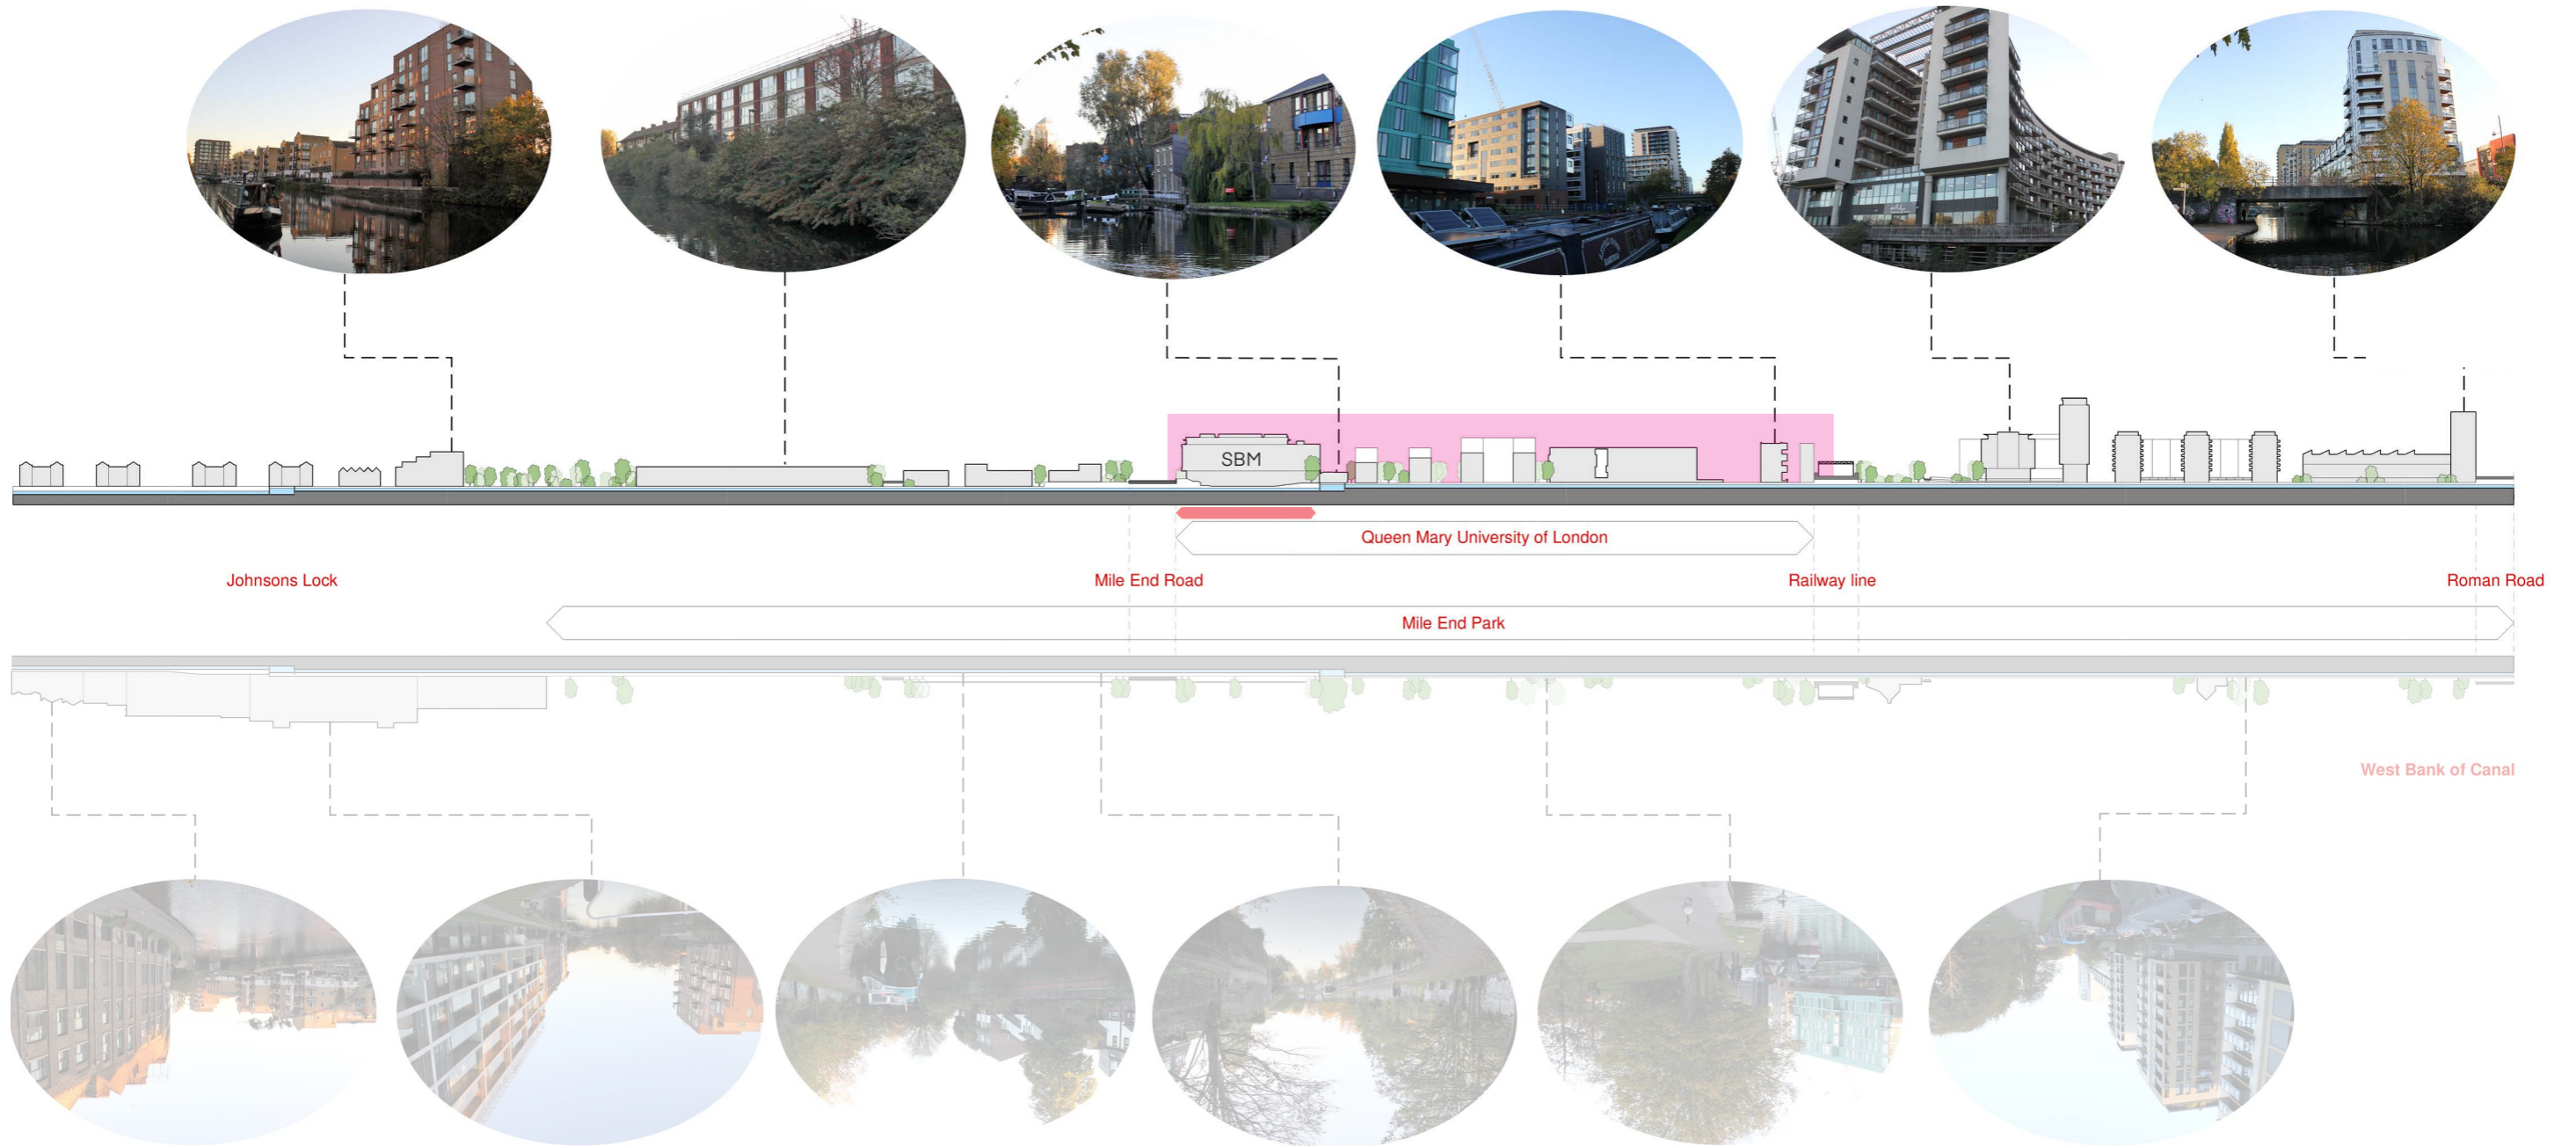 SBM
Queen Mary University of London
Johnsons Lock
Mile End Road
Railway line
Roman Road
Mile End Park
West Bank of Canal